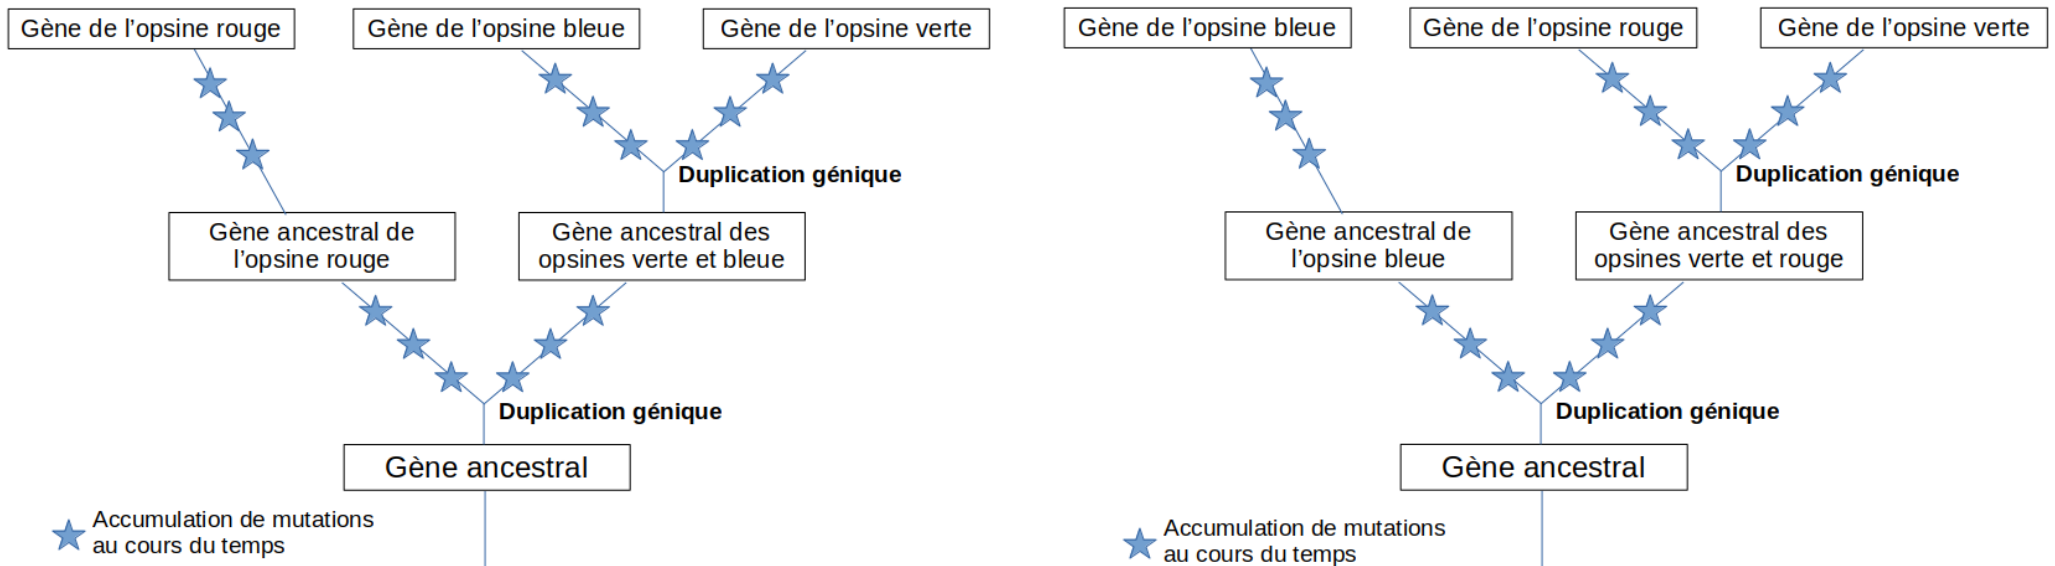 Gène de l’opsine rouge
Gène de l’opsine bleue
Gène de l’opsine verte
Duplication génique
Gène ancestral de
l’opsine rouge
Gène ancestral des
opsines verte et bleue
Duplication génique
Gène ancestral
Accumulation de mutations
au cours du temps
Gène de l’opsine bleue
Gène de l’opsine rouge
Gène de l’opsine verte
Duplication génique
Gène ancestral de
l’opsine bleue
Gène ancestral des
opsines verte et rouge
Duplication génique
Gène ancestral
Accumulation de mutations
au cours du temps